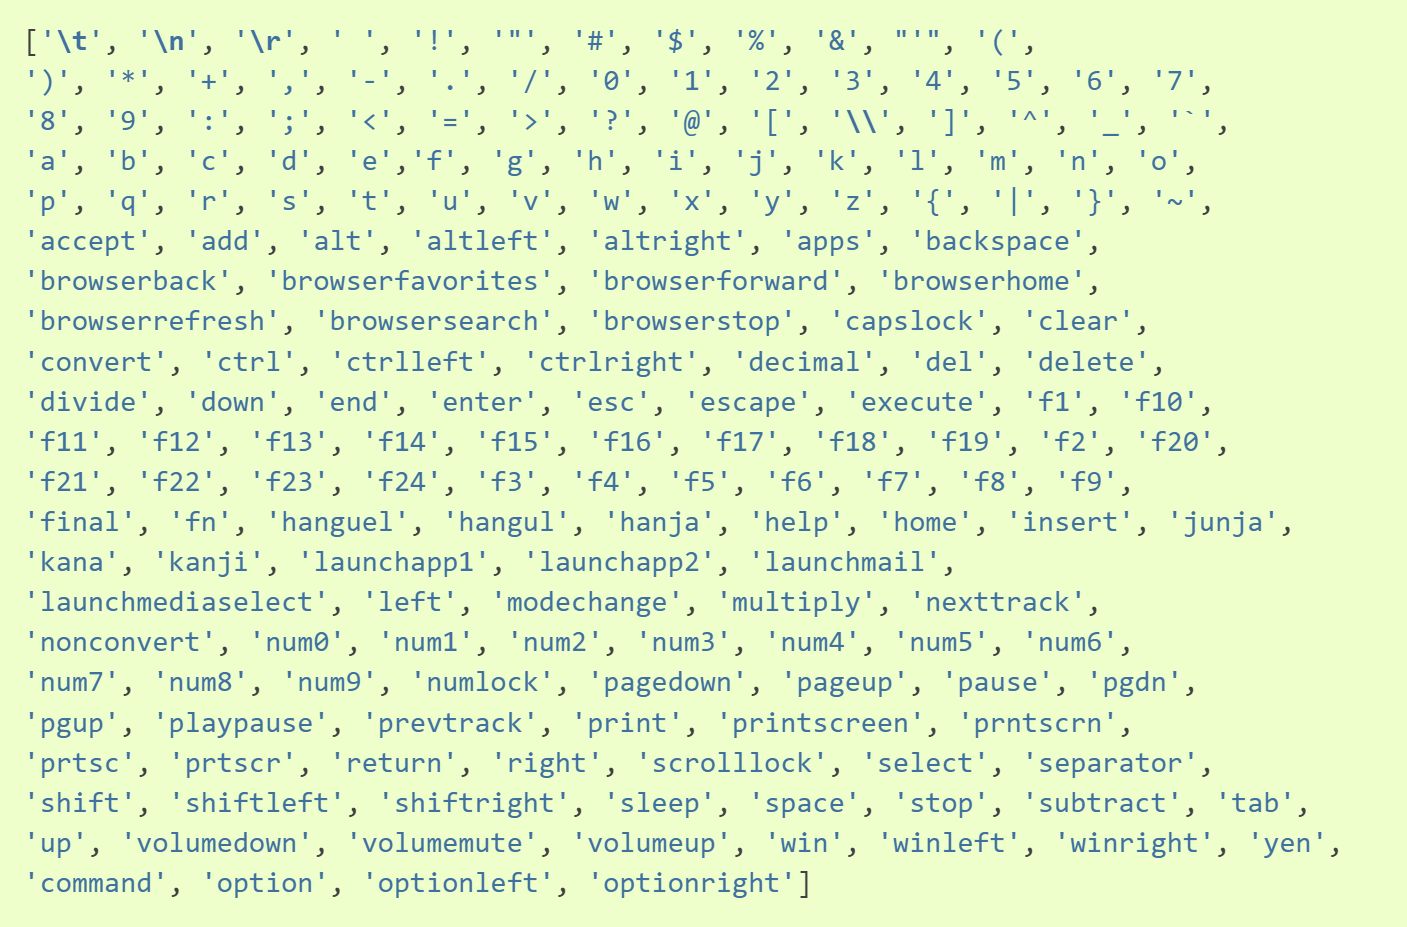 ['\t', '\n', '\r', ' ', '!', '"', '#', '$', '%', '&', "'", '(',
')', '*', '+', ',', '-', '.', '/', '0', '1', '2', '3', '4', '5', '6', '7',
'8', '9', ':', ';', '<', '=', '>', '?', '@', '[', '\\', ']', '^', '_', '`',
'a', 'b', 'c', 'd', 'e','f', 'g', 'h', 'i', 'j', 'k', 'l', 'm', 'n', 'o',
'p', 'q', 'r', 's', 't', 'u', 'v', 'w', 'x', 'y', 'z', '{', '|', '}', '~',
'accept', 'add', 'alt', 'altleft', 'altright', 'apps', 'backspace',
'browserback', 'browserfavorites', 'browserforward', 'browserhome',
'browserrefresh', 'browsersearch', 'browserstop', 'capslock', 'clear',
'convert', 'ctrl', 'ctrlleft', 'ctrlright', 'decimal', 'del', 'delete',
'divide', 'down', 'end', 'enter', 'esc', 'escape', 'execute', 'f1', 'f10',
'f11', 'f12', 'f13', 'f14', 'f15', 'f16', 'f17', 'f18', 'f19', 'f2', 'f20',
'f21', 'f22', 'f23', 'f24', 'f3', 'f4', 'f5', 'f6', 'f7', 'f8', 'f9',
'final', 'fn', 'hanguel', 'hangul', 'hanja', 'help', 'home', 'insert', 'junja',
'kana', 'kanji', 'launchapp1', 'launchapp2', 'launchmail',
'launchmediaselect', 'left', 'modechange', 'multiply', 'nexttrack',
'nonconvert', 'num0', 'num1', 'num2', 'num3', 'num4', 'num5', 'num6',
'num7', 'num8', 'num9', 'numlock', 'pagedown', 'pageup', 'pause', 'pgdn',
'pgup', 'playpause', 'prevtrack', 'print', 'printscreen', 'prntscrn',
'prtsc', 'prtscr', 'return', 'right', 'scrolllock', 'select', 'separator',
'shift', 'shiftleft', 'shiftright', 'sleep', 'space', 'stop', 'subtract', 'tab',
'up', 'volumedown', 'volumemute', 'volumeup', 'win', 'winleft', 'winright', 'yen',
'command', 'option', 'optionleft', 'optionright']